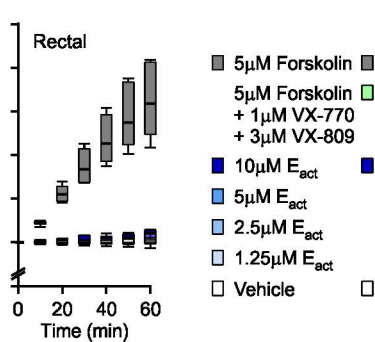 Rectal
5μM Forskolin
5μM Forskolin
+ 1μM VX-770
+ 3μM VX-809
10μM Eact
5μM Eact
2.5μM Eact
1.25μM Eact
Vehicle
0 20 40 60
Time (min)